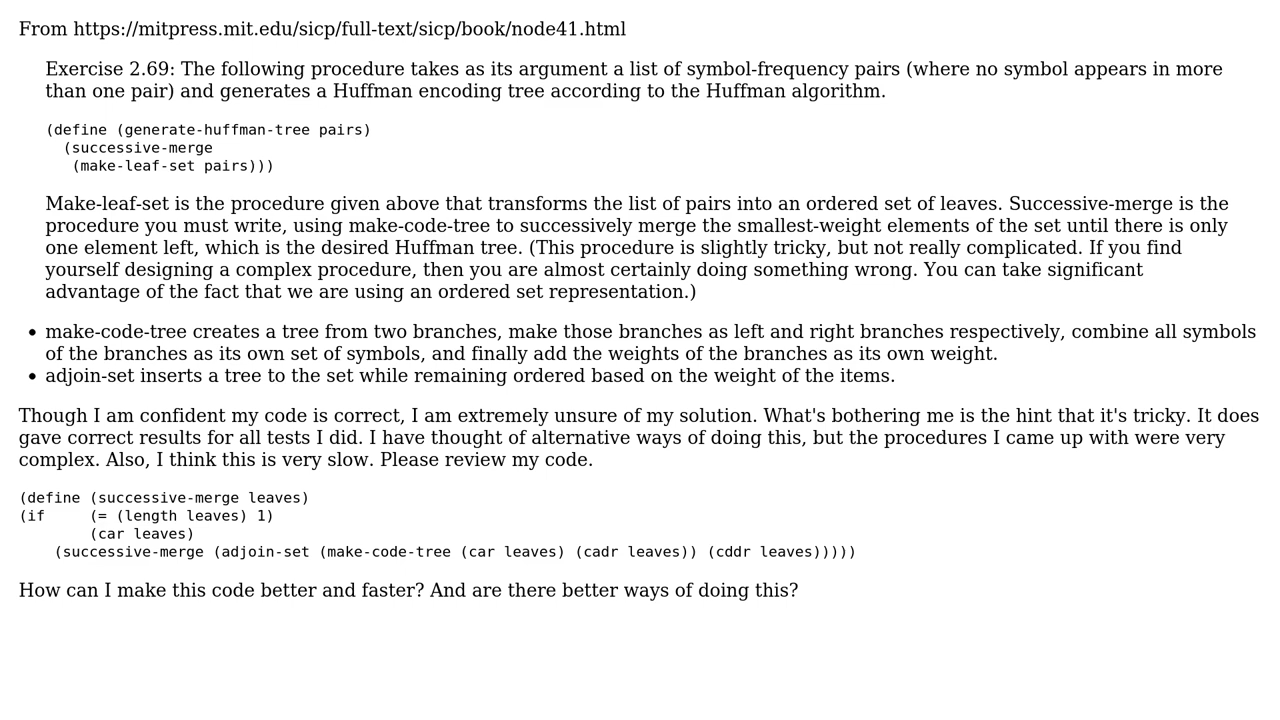 From https://mitpress.mit.edu/sicp/full-text/sicp/book/node41.html
Exercise 2.69: The following procedure takes as its argument a list of symbol-frequency pairs (where no symbol appears in more
than one pair) and generates a Huffman encoding tree according to the Huffman algorithm.
(define (generate-huffman-tree pairs)
  (successive-merge
   (make-leaf-set pairs)))
Make-leaf-set is the procedure given above that transforms the list of pairs into an ordered set of leaves. Successive-merge is the
procedure you must write, using make-code-tree to successively merge the smallest-weight elements of the set until there is only
one element left, which is the desired Huffman tree. (This procedure is slightly tricky, but not really complicated. If you find
yourself designing a complex procedure, then you are almost certainly doing something wrong. You can take significant
advantage of the fact that we are using an ordered set representation.)
• make-code-tree creates a tree from two branches, make those branches as left and right branches respectively, combine all symbols
of the branches as its own set of symbols, and finally add the weights of the branches as its own weight.
• adjoin-set inserts a tree to the set while remaining ordered based on the weight of the items.
Though I am confident my code is correct, I am extremely unsure of my solution. What's bothering me is the hint that it's tricky. It does
gave correct results for all tests I did. I have thought of alternative ways of doing this, but the procedures I came up with were very
complex. Also, I think this is very slow. Please review my code.
(define (successive-merge leaves)
(if     (= (length leaves) 1)
        (car leaves)
    (successive-merge (adjoin-set (make-code-tree (car leaves) (cadr leaves)) (cddr leaves)))))
How can I make this code better and faster? And are there better ways of doing this?